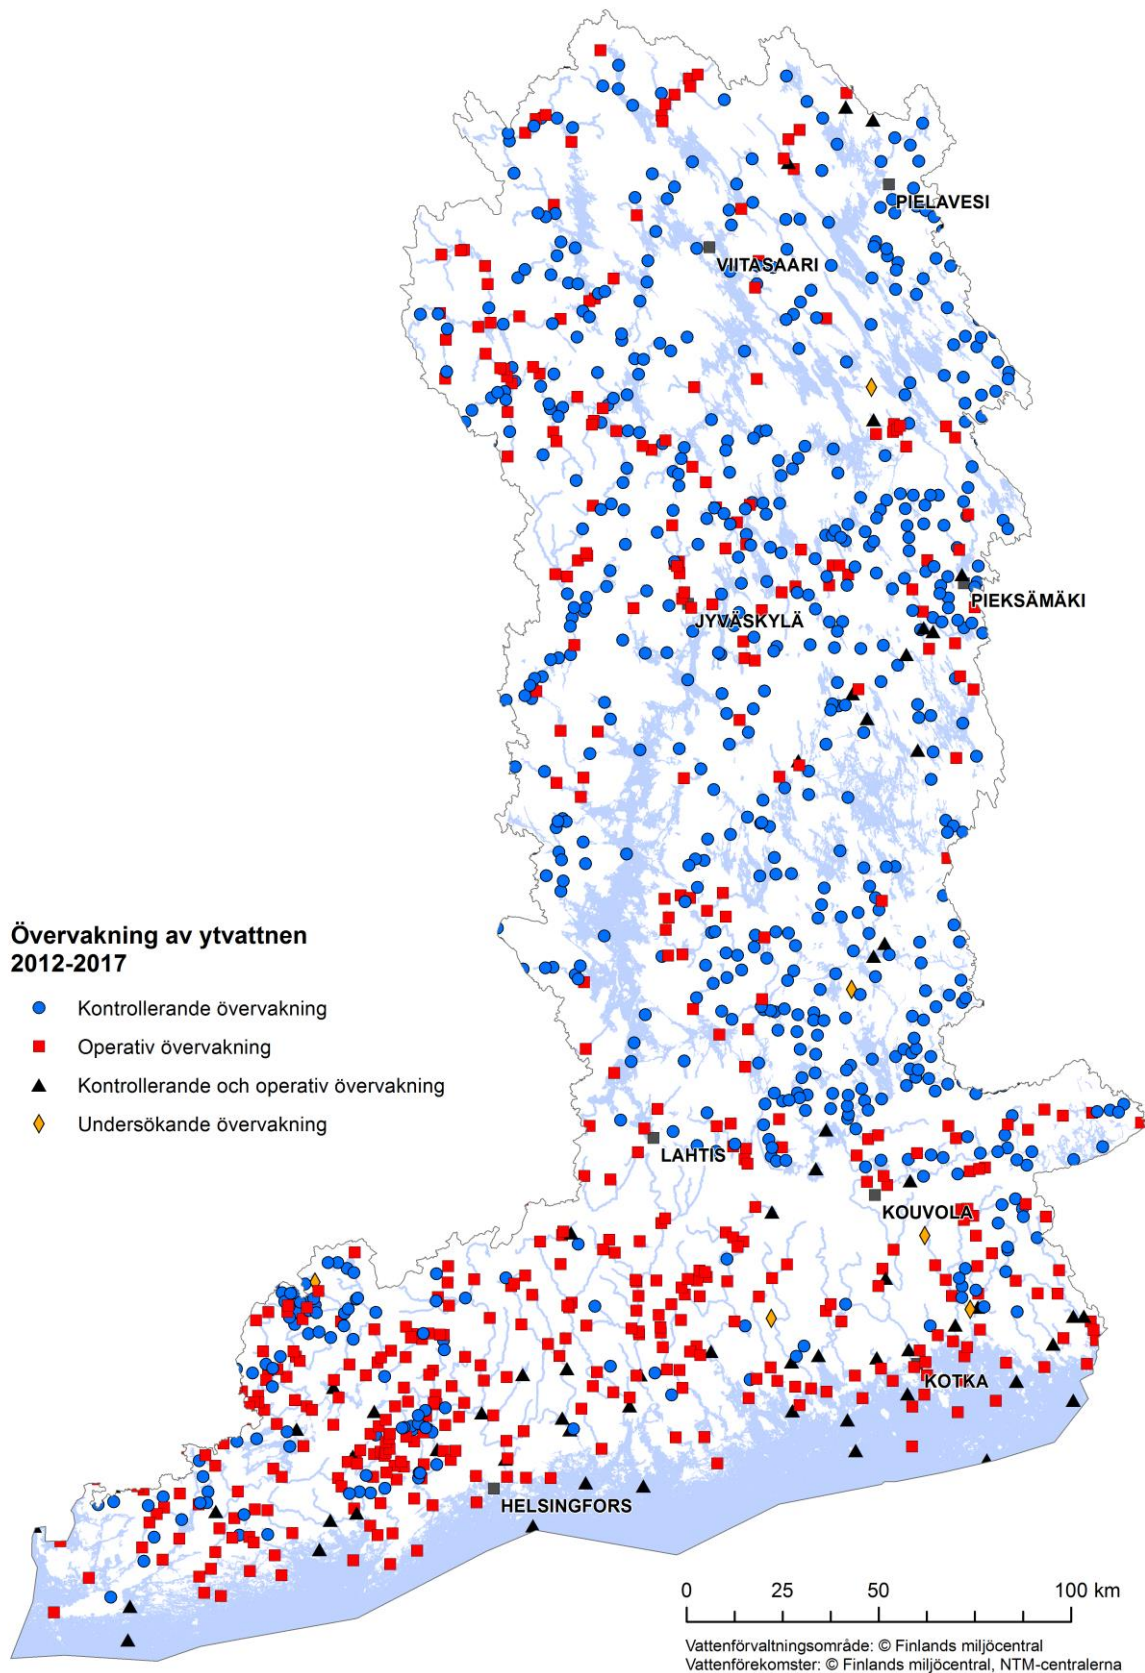 PIELAVESI
VIITASAARI
PIEKSÄMÄKI
JYVÄSKYLÄ
Övervakning av ytvattnen
2012-2017
Kontrollerande övervakning
Operativ övervakning
Kontrollerande och operativ övervakning
Undersökande övervakning
LAHTIS
KOUVOLA
KOTKA
HELSINGFORS
0 25 50 100 km
Vattenförvaltningsområde: © Finlands miljöcentral
Vattenförekomster: © Finlands miljöcentral, NTM-centralerna